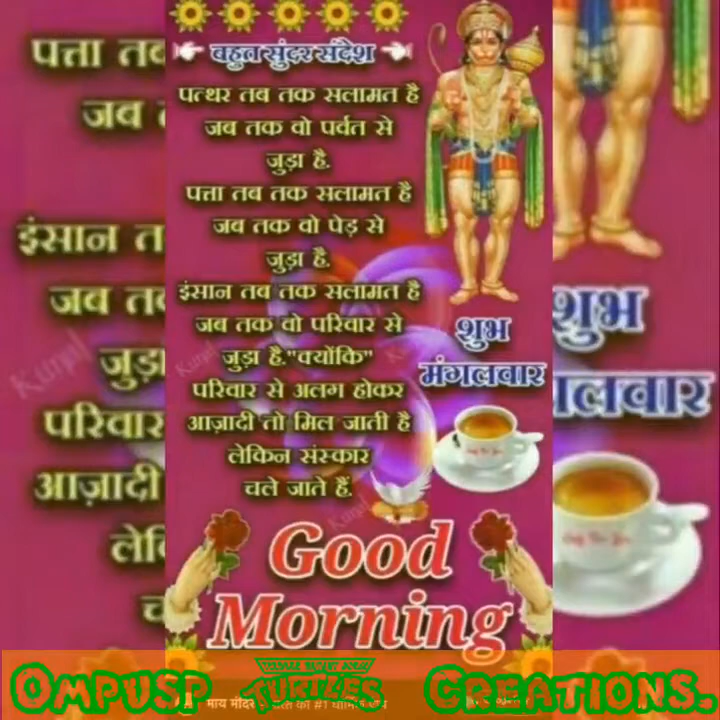 बहुत सुंदर संदेश
पत्थर तब तक सलामत है
जब तक वो पर्वत से
जुड़ा है.
पत्ता तब तक सलामत है
जब तक वो पेड़ से
जुड़ा है.
इंसान तब तक सलामत है
जब तक वो परिवार से
जुड़ा है."क्योंकि"
परिवार से अलग होकर
आज़ादी तो मिल जाती है
लेकिन संस्कार
चले जाते हैं.
शुभ
मंगलवार
Good
Morning
OMPUSP TURTLES CREATIONS.